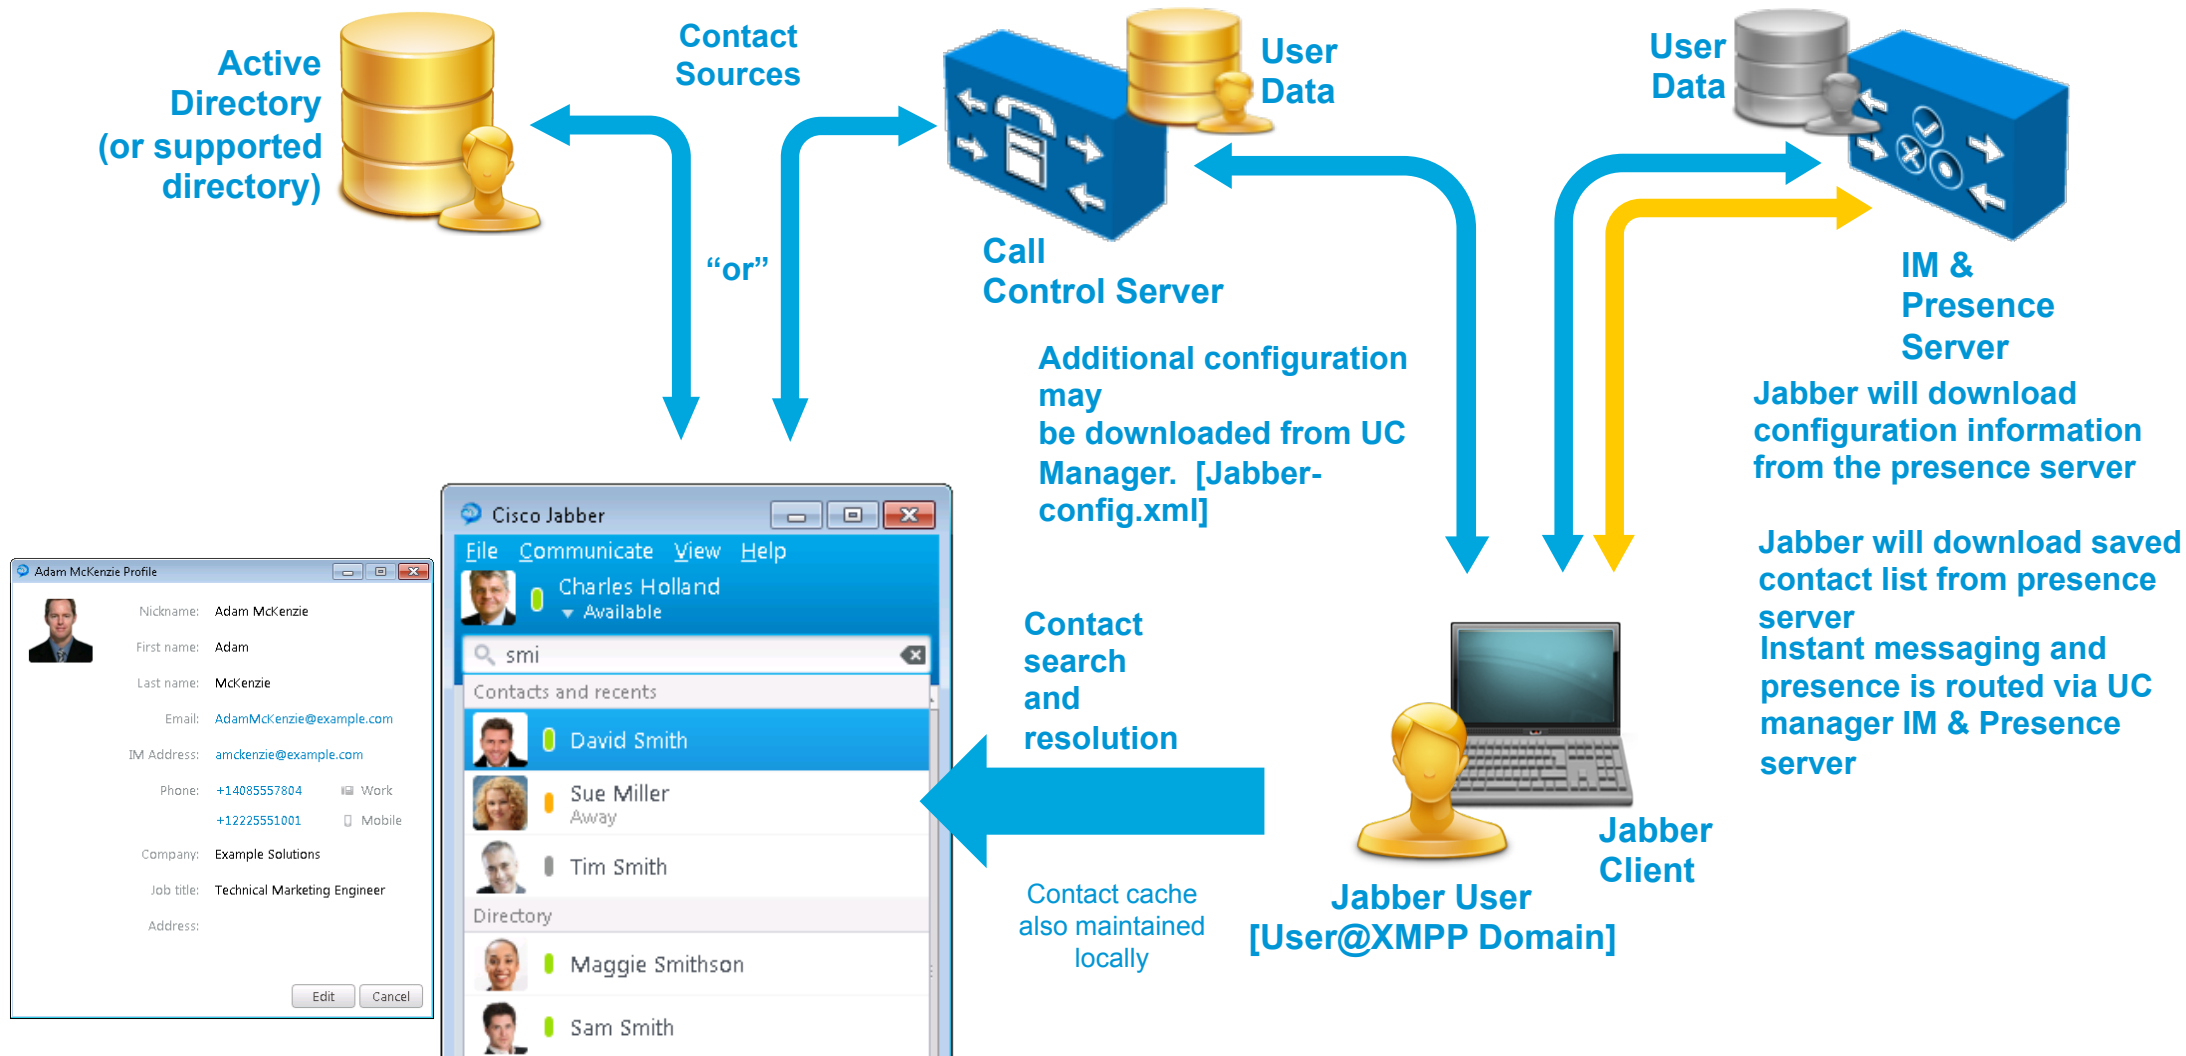 Active
Directory
(or supported
directory)
Contact
Sources
User
Data
User
Data
“or”
Call
Control Server
IM &
Presence
Server
Additional configuration
may
be downloaded from UC
Manager.  [Jabber-
config.xml]
Jabber will download
configuration information
from the presence server
Jabber will download saved
contact list from presence
server
Instant messaging and
presence is routed via UC
manager IM & Presence
server
Adam McKenzie Profile
Nickname: Adam McKenzie
First name: Adam
Last name: McKenzie
Email: AdamMcKenzie@example.com
IM Address: amckenzie@example.com
Phone: +14085557804 Work
+12225551001 Mobile
Company: Example Solutions
Job title: Technical Marketing Engineer
Address:
Edit Cancel
Cisco Jabber
File Communicate View Help
Charles Holland
Available
smi
Contacts and recents
David Smith
Sue Miller
Away
Tim Smith
Directory
Maggie Smithson
Sam Smith
Contact
search
and
resolution
Contact cache
also maintained
locally
Jabber
Client
Jabber User
[User@XMPP Domain]